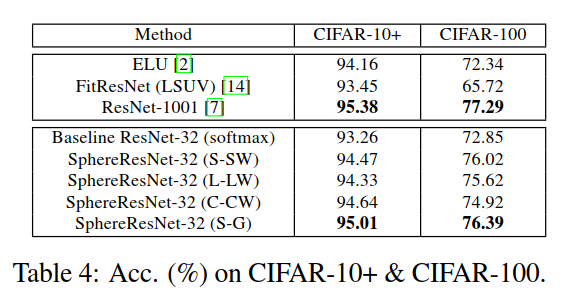 Method CIFAR-10+ CIFAR-100
ELU [2] 94.16 72.34
FitResNet (LSUV) [14] 93.45 65.72
ResNet-1001 [7] 95.38 77.29
Baseline ResNet-32 (softmax) 93.26 72.85
SphereResNet-32 (S-SW) 94.47 76.02
SphereResNet-32 (L-LW) 94.33 75.62
SphereResNet-32 (C-CW) 94.64 74.92
SphereResNet-32 (S-G) 95.01 76.39
Table 4: Acc. (%) on CIFAR-10+ & CIFAR-100.